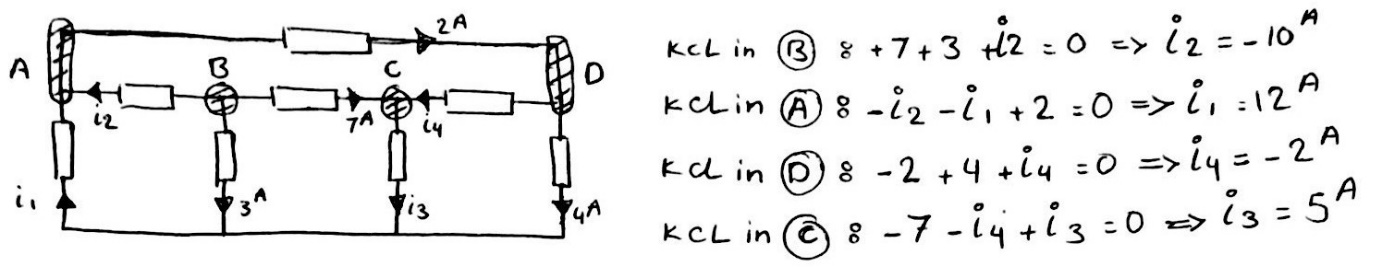 2A
A
B
C
D
i2
7A
i4
i1
3A
i3
4A
KCL in B : +7+3+i2=0 => i2=-10A
KCL in A : -i2-i1+2=0 => i1=12A
KCL in D : -2+4+i4=0 => i4=-2A
KCL in C : -7-i4+i3=0 => i3=5A